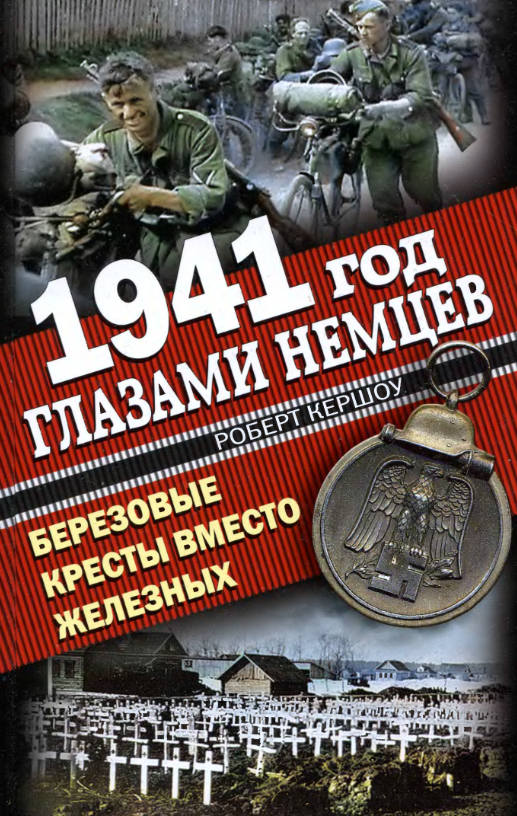 1941 ГОД
ГЛАЗАМИ НЕМЦЕВ
РОБЕРТ КЕРШОУ
БЕРЕЗОВЫЕ
КРЕСТЫ ВМЕСТО
ЖЕЛЕЗНЫХ